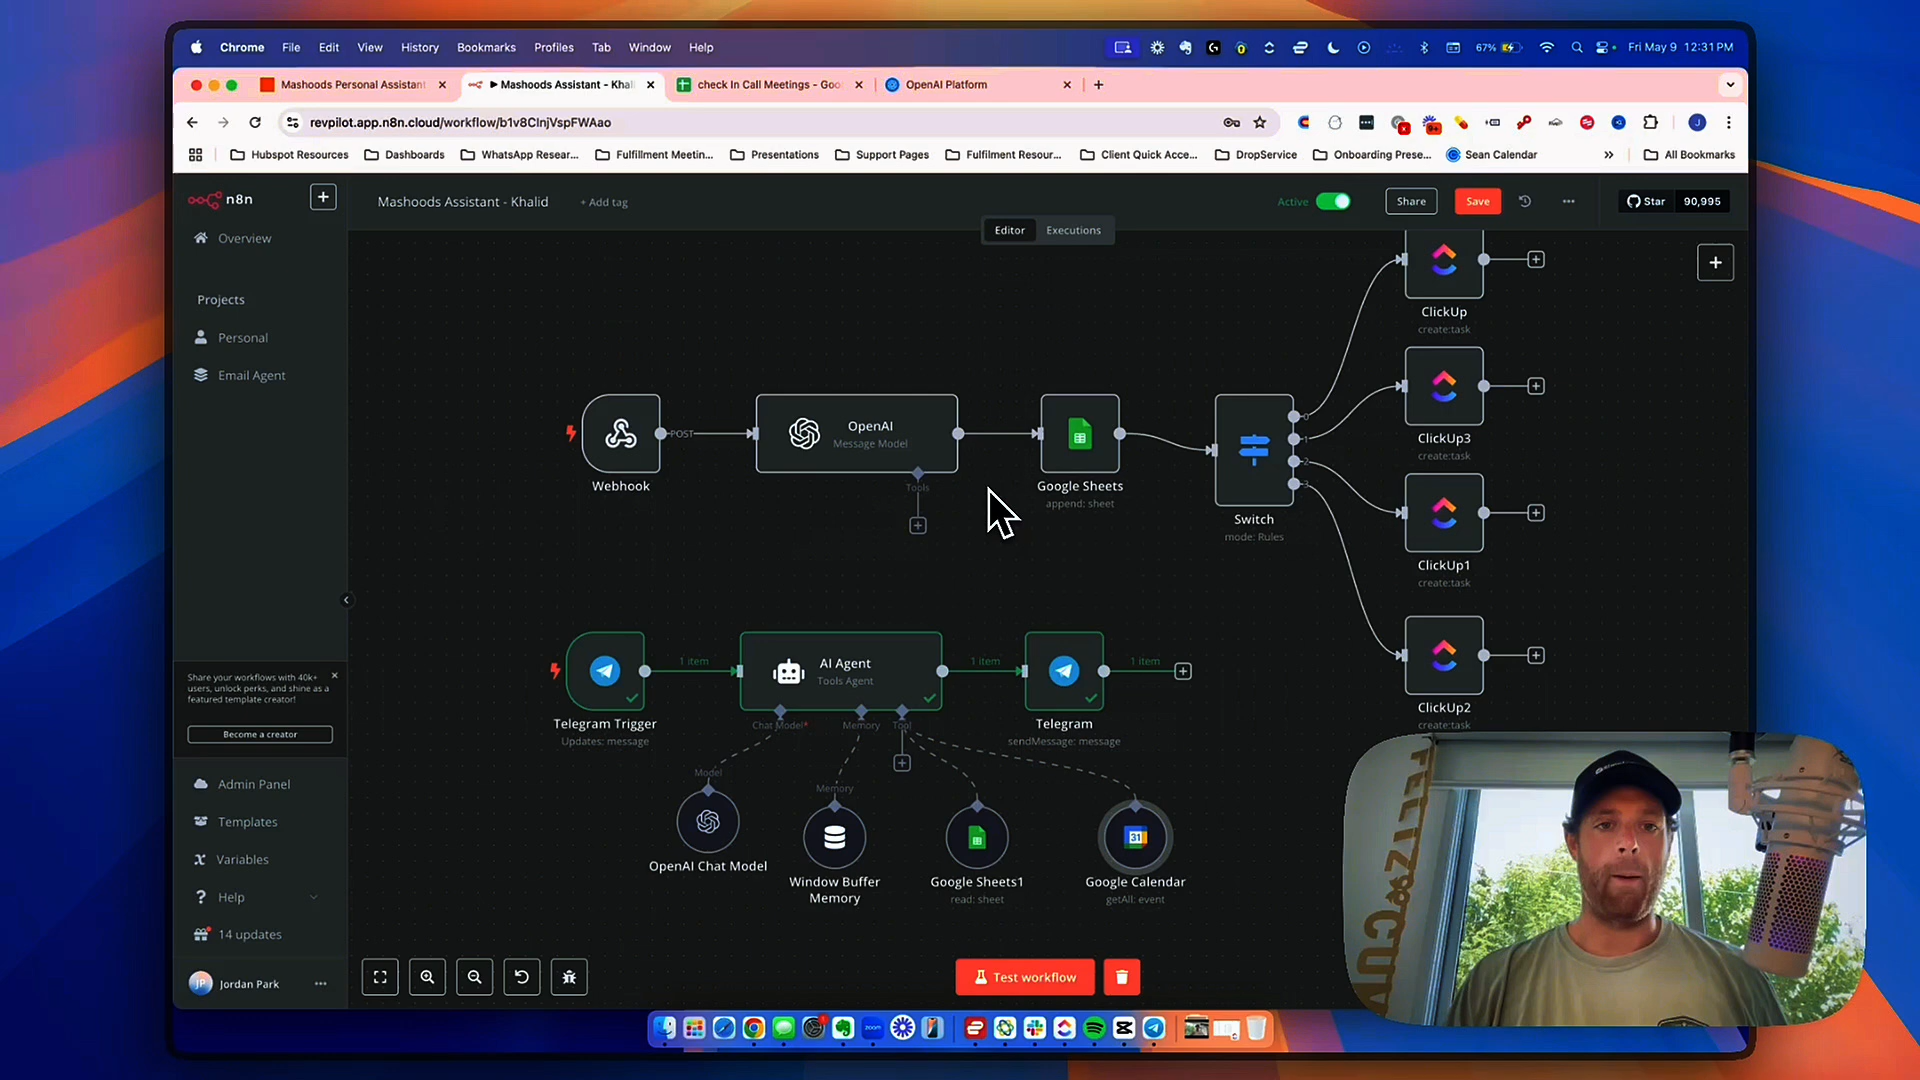 Chrome File Edit View History Bookmarks Profiles Tab Window Help 67% Fri May 9 12:31 PM
Mashoods Personal Assistant Mashoods Assistant - Khali check In Call Meetings - Goo OpenAI Platform
revpilot.app.n8n.cloud/workflow/b1v8ClnjVspFWAao
Hubspot Resources Dashboards WhatsApp Resear... Fulfillment Meetin... Presentations Support Pages Fulfilment Resour... Client Quick Acce... DropService Onboarding Prese... Sean Calendar All Bookmarks
n8n
Mashoods Assistant - Khalid + Add tag Active Share Save Star 90,995
Editor Executions
Overview
Projects
Personal
Email Agent
ClickUp
create:task
ClickUp3
create:task
Webhook
POST
OpenAI
Message Model
Tools
Google Sheets
append: sheet
Switch
mode: Rules
0
1
2
3
ClickUp1
create:task
ClickUp2
create:task
Telegram Trigger
Updates: message
1 item
AI Agent
Tools Agent
1 item
Telegram
sendMessage: message
1 item
Chat Model*
Memory
Tool
Model
OpenAI Chat Model
Memory
Window Buffer
Memory
Google Sheets1
read: sheet
31
Google Calendar
getAll: event
Share your workflows with 40k+
users, unlock perks, and shine as a
featured template creator!
Become a creator
Admin Panel
Templates
Variables
Help
14 updates
JP Jordan Park
Test workflow
zoom